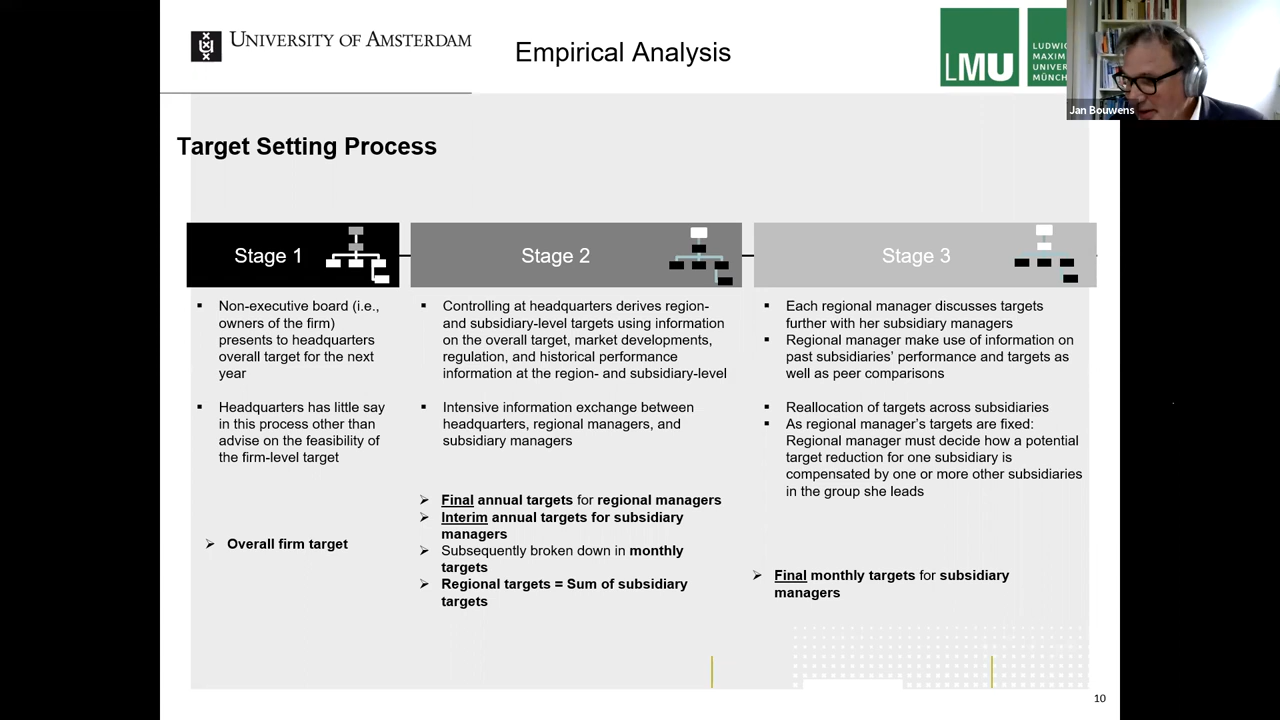 UNIVERSITY OF AMSTERDAM
Empirical Analysis
LMU
LUDW
MAXIM
UNIVER
MÜNCH
Jan Bouwens
Target Setting Process
Stage 1
▪ Non-executive board (i.e.,
owners of the firm)
presents to headquarters
overall target for the next
year
▪ Headquarters has little say
in this process other than
advise on the feasibility of
the firm-level target
➢ Overall firm target
Stage 2
▪ Controlling at headquarters derives region-
and subsidiary-level targets using information
on the overall target, market developments,
regulation, and historical performance
information at the region- and subsidiary-level
▪ Intensive information exchange between
headquarters, regional managers, and
subsidiary managers
➢ Final annual targets for regional managers
➢ Interim annual targets for subsidiary
managers
➢ Subsequently broken down in monthly
targets
➢ Regional targets = Sum of subsidiary
targets
Stage 3
▪ Each regional manager discusses targets
further with her subsidiary managers
▪ Regional manager make use of information on
past subsidiaries’ performance and targets as
well as peer comparisons
▪ Reallocation of targets across subsidiaries
▪ As regional manager’s targets are fixed:
Regional manager must decide how a potential
target reduction for one subsidiary is
compensated by one or more other subsidiaries
in the group she leads
➢ Final monthly targets for subsidiary
managers
10